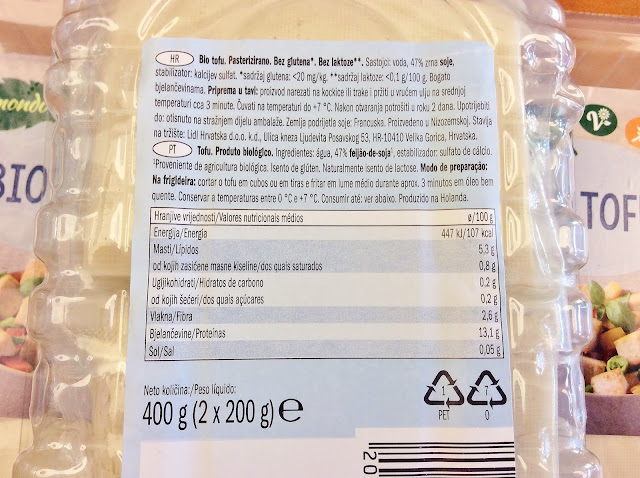 HR Bio tofu. Pasterizirano. Bez glutena*. Bez laktoze**. Sastojci: voda, 47% zrna soje,
stabilizator: kalcijev sulfat. *sadržaj glutena: <20 mg/kg. **sadržaj laktoze: <0,1 g/100 g. Bogato
bjelančevinama. Priprema u tavi: proizvod narezati na kockice ili trake i pržiti u vrućem ulju na srednjoj
temperaturi cca 3 minute. Čuvati na temperaturi do +7 °C. Nakon otvaranja potrošiti u roku 2 dana. Upotrijebiti
do: otisnuto na stražnjem dijelu ambalaže. Zemlja podrijetla soje: Francuska. Proizvedeno u Nizozemskoj. Stavlja
na tržište: Lidl Hrvatska d.o.o. k.d., Ulica kneza Ljudevita Posavskog 53, HR-10410 Velika Gorica, Hrvatska.
PT Tofu. Produto biológico. Ingredientes: água, 47% feijão-de-soja¹, estabilizador: sulfato de cálcio.
¹Proveniente de agricultura biológica. Isento de glúten. Naturalmente isento de lactose. Modo de preparação:
Na frigideira: cortar o tofu em cubos ou em tiras e fritar em lume médio durante aprox. 3 minutos em óleo bem
quente. Conservar a temperaturas entre 0 °C e +7 °C. Consumir até: ver abaixo. Produzido na Holanda.
Hranjive vrijednosti/Valores nutricionais médios ø/100 g
Energija/Energia 447 kJ/107 kcal
Masti/Lípidos 5,3 g
od kojih zasićene masne kiseline/dos quais saturados 0,8 g
Ugljikohidrati/Hidratos de carbono 0,2 g
od kojih šećeri/dos quais açúcares 0,2 g
Vlakna/Fibra 2,6 g
Bjelančevine/Proteínas 13,1 g
Sol/Sal 0,05 g
Neto količina:/Peso líquido:
400 g (2 x 200 g) e
1 7
PET O
20
mondo
BIO
V
TOF